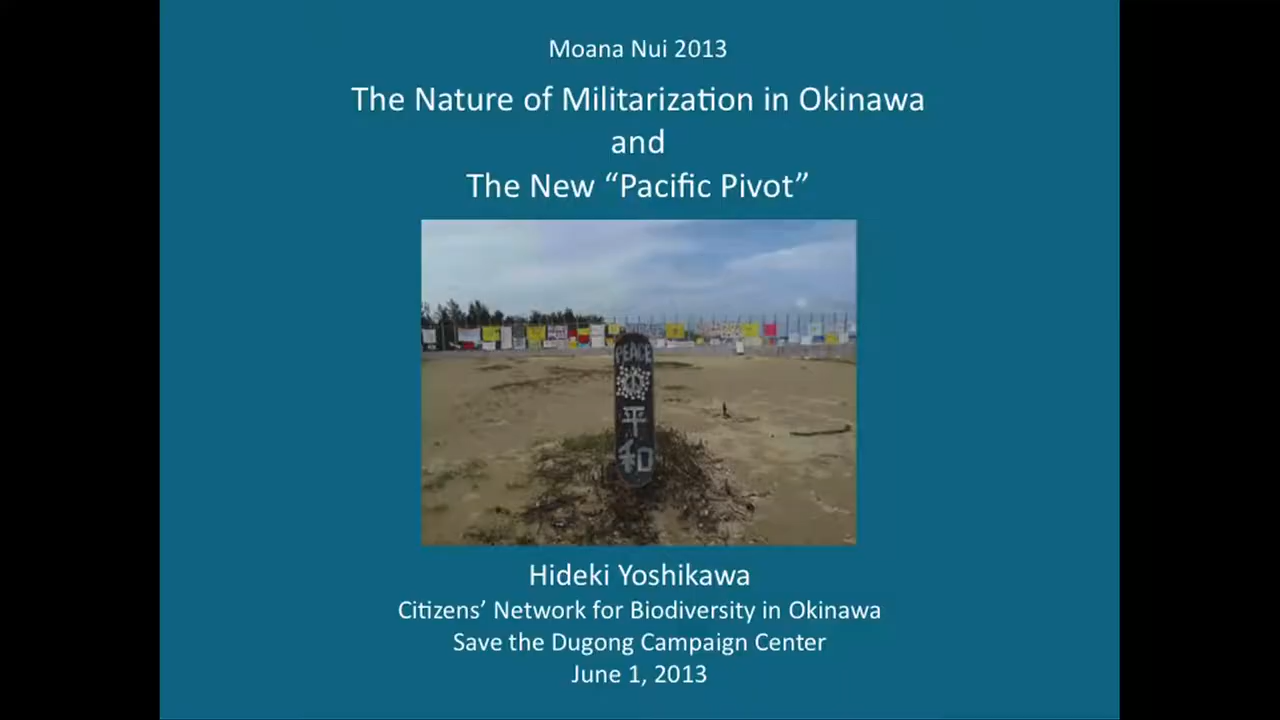 Moana Nui 2013
The Nature of Militarization in Okinawa
and
The New “Pacific Pivot”
PEACE
平
和
Hideki Yoshikawa
Citizens’ Network for Biodiversity in Okinawa
Save the Dugong Campaign Center
June 1, 2013